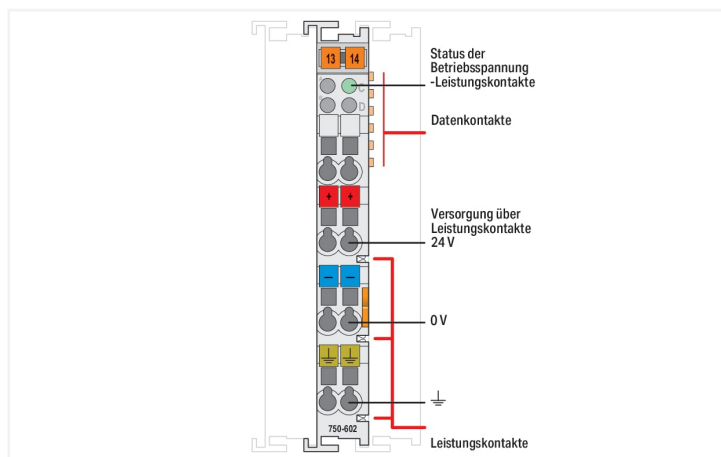 13 14
Status der
Betriebsspannung
-Leistungskontakte
C
D
Datenkontakte
+ +
Versorgung über
Leistungskontakte
24 V
— —
0 V
750-602
Leistungskontakte